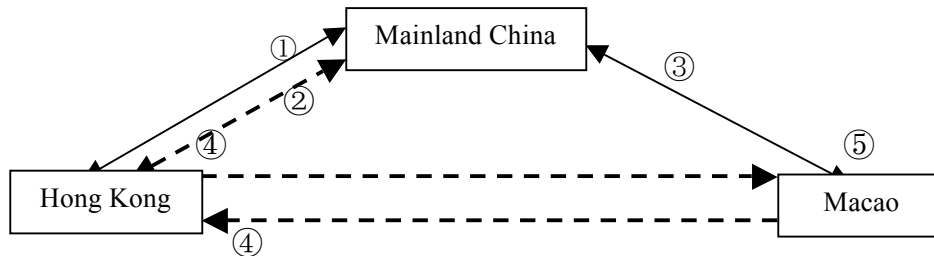 Mainland China
①
③
②
④
⑤
Hong Kong
Macao
④